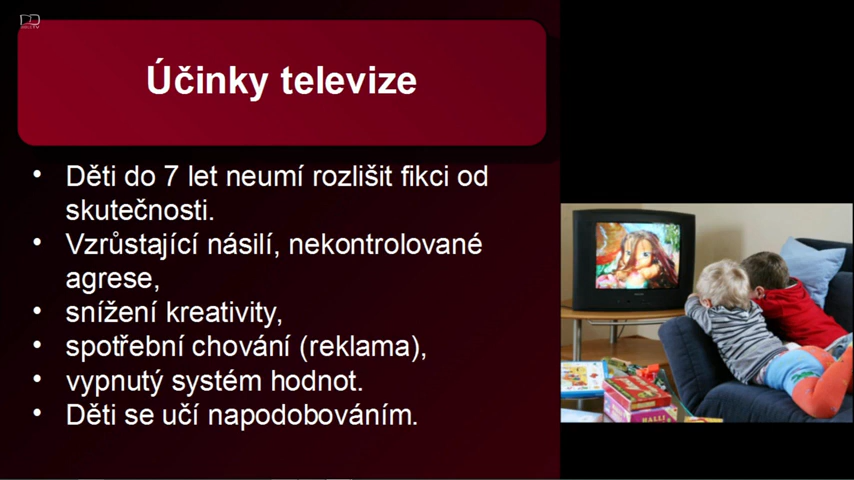 Účinky televize
Děti do 7 let neumí rozlišit fikci od
skutečnosti.
Vzrůstající násilí, nekontrolované
agrese,
snížení kreativity,
spotřební chování (reklama),
vypnutý systém hodnot.
Děti se učí napodobováním.